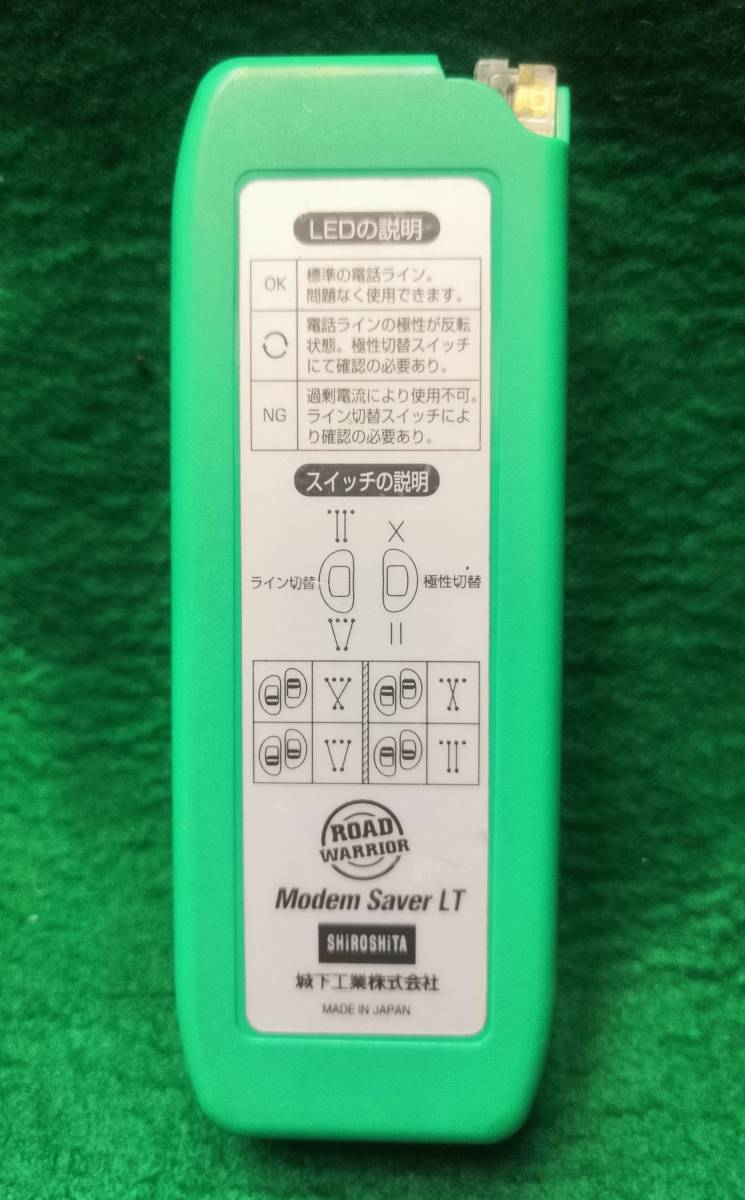 LEDの説明
OK
標準の電話ライン。
問題なく使用できます。
電話ラインの極性が反転
状態。極性切替スイッチ
にて確認の必要あり。
NG
過剰電流により使用不可。
ライン切替スイッチによ
り確認の必要あり。
スイッチの説明
ライン切替
極性切替
ROAD
WARRIOR
Modem Saver LT
SHiROSHiTA
城下工業株式会社
MADE IN JAPAN